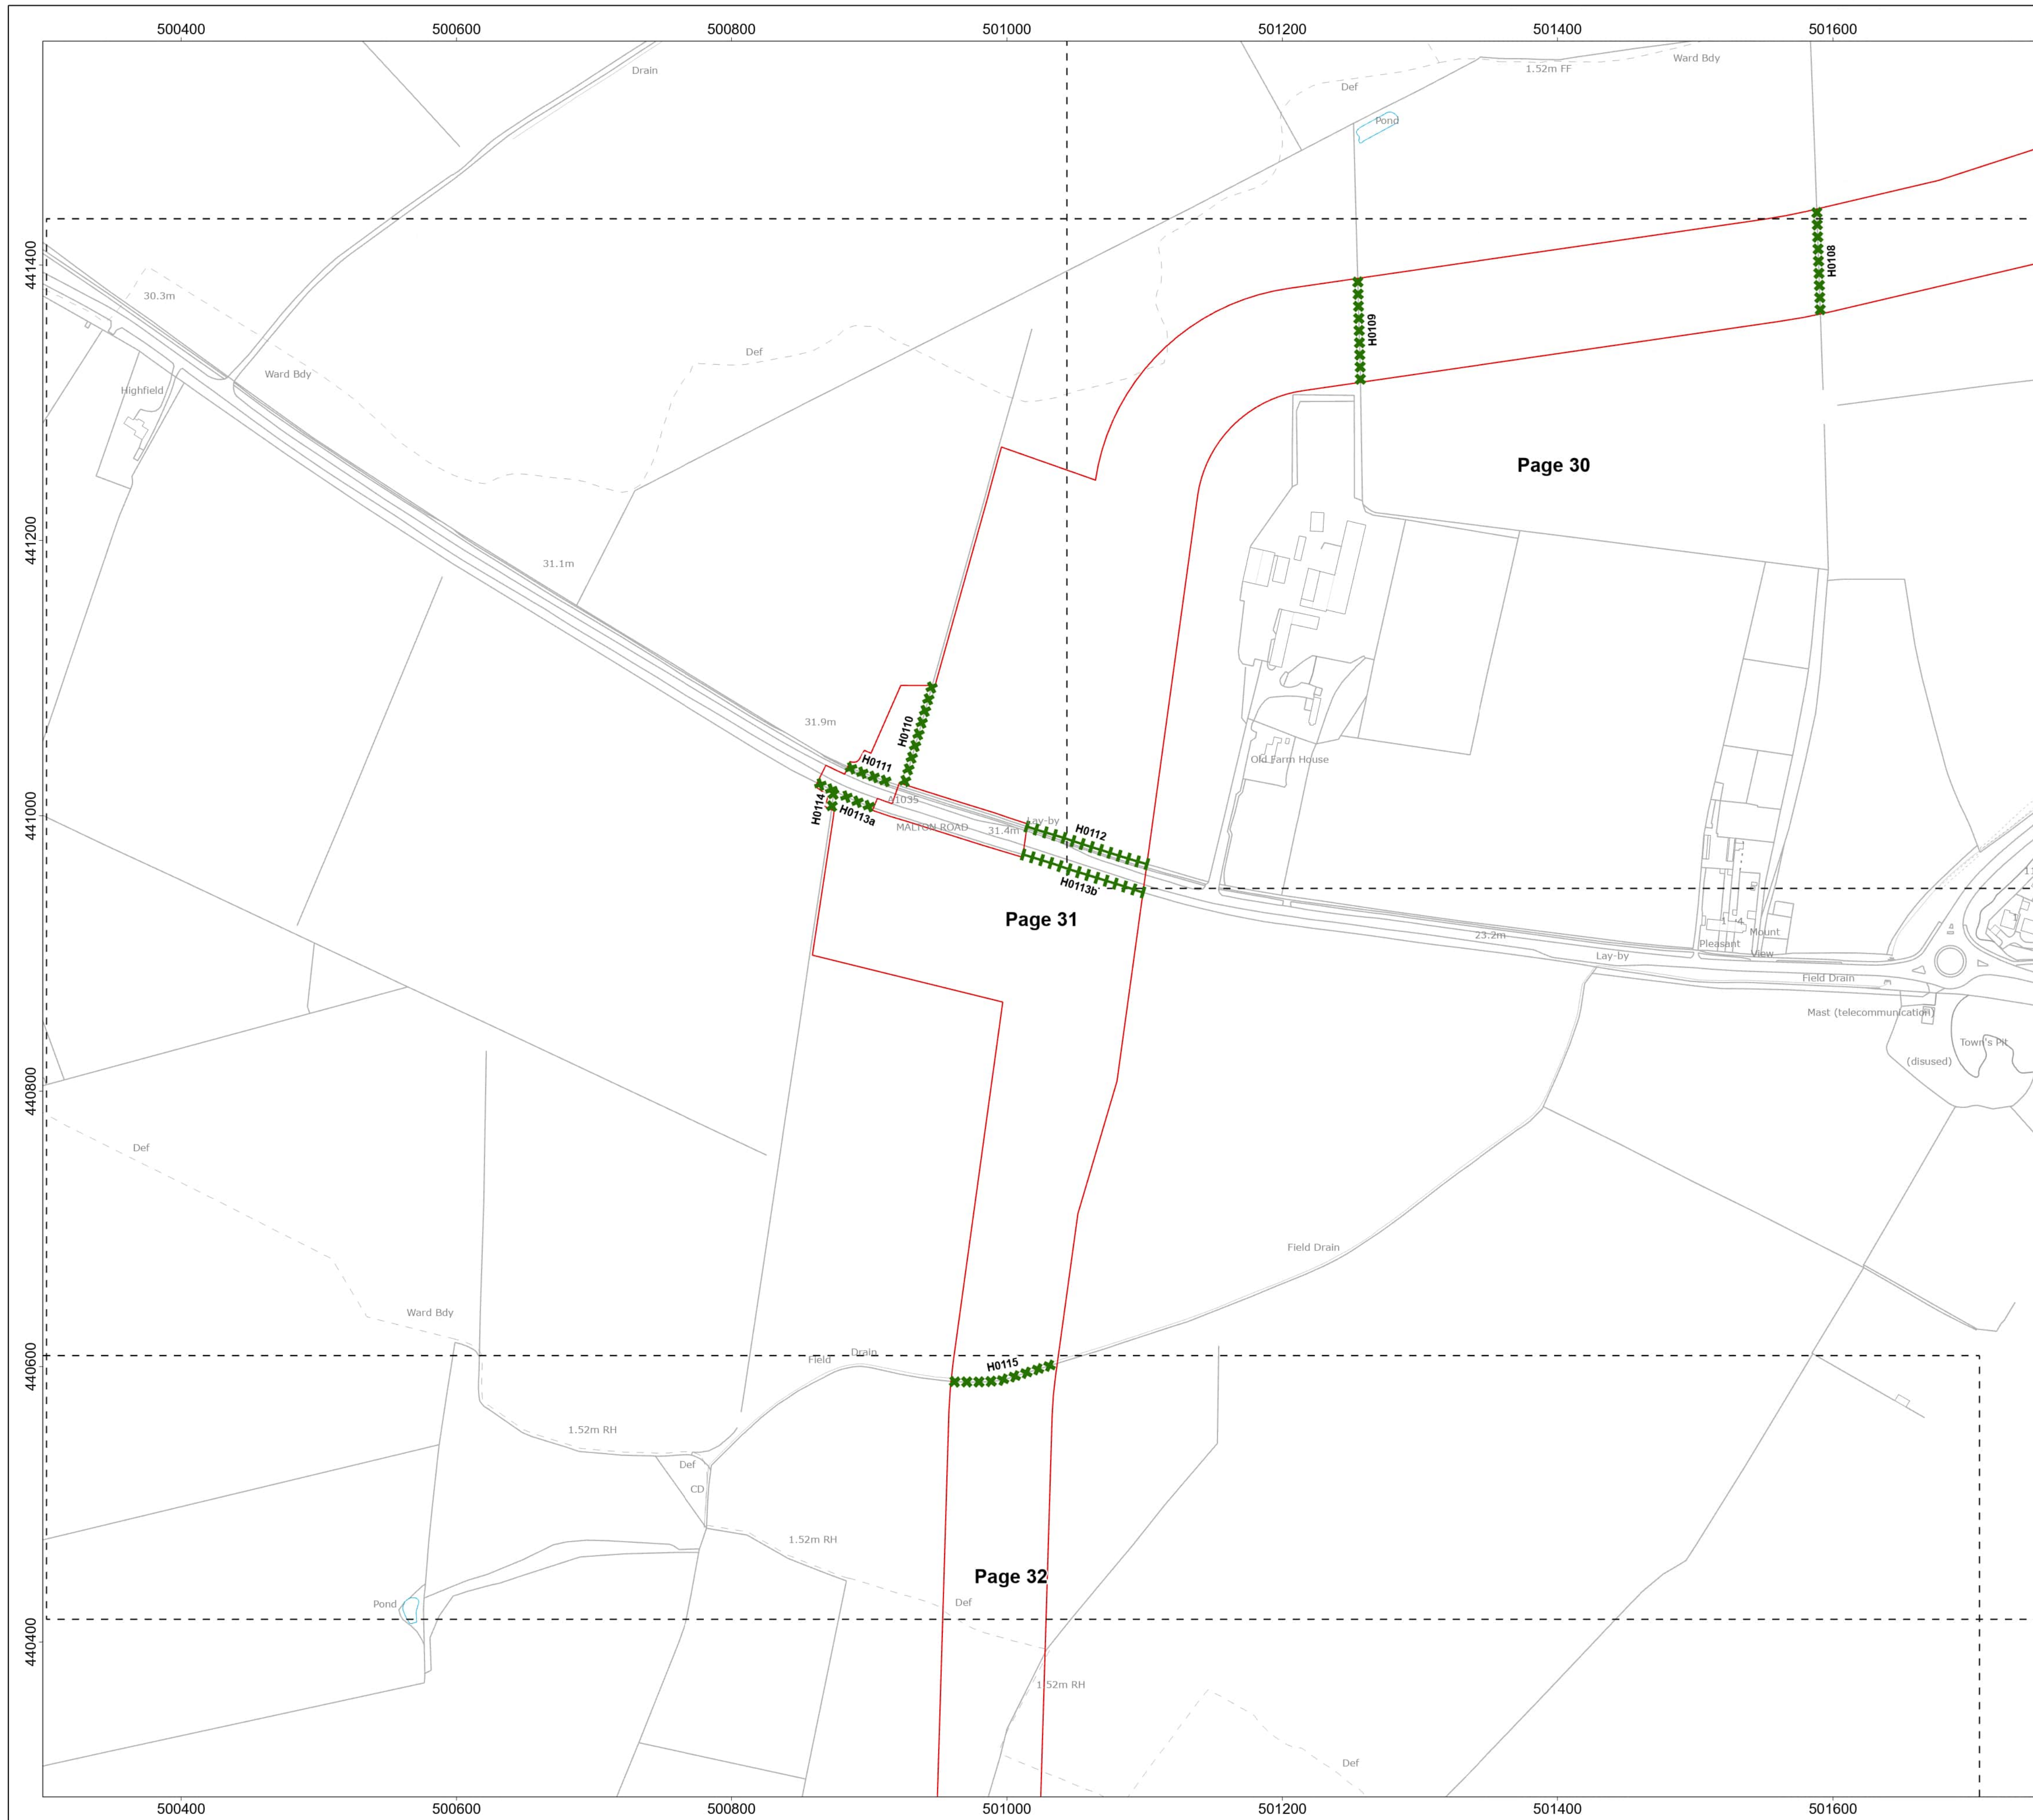 500400 500600 500800 501000 501200 501400 501600
Drain
Def
1.52m FF
Ward Bdy
Pond
441400
30.3m
H0108
H0109
Def
Ward Bdy
Highfield
Page 30
441200
31.1m
31.9m
H0110
H0111
Old Farm House
441000
H0114
H0113a
A1035
MALTON ROAD
31.4m
Lay-by
H0112
H0113b
Page 31
23.2m
1
4
Mount
Pleasant
View
Lay-by
11
1
Field Drain
Mast (telecommunication)
Town's Pit
(disused)
440800
Def
Field Drain
Ward Bdy
440600
Field
Drain
H0115
1.52m RH
Def
CD
1.52m RH
Page 32
Pond
Def
440400
1.52m RH
Def
500400 500600 500800 501000 501200 501400 501600